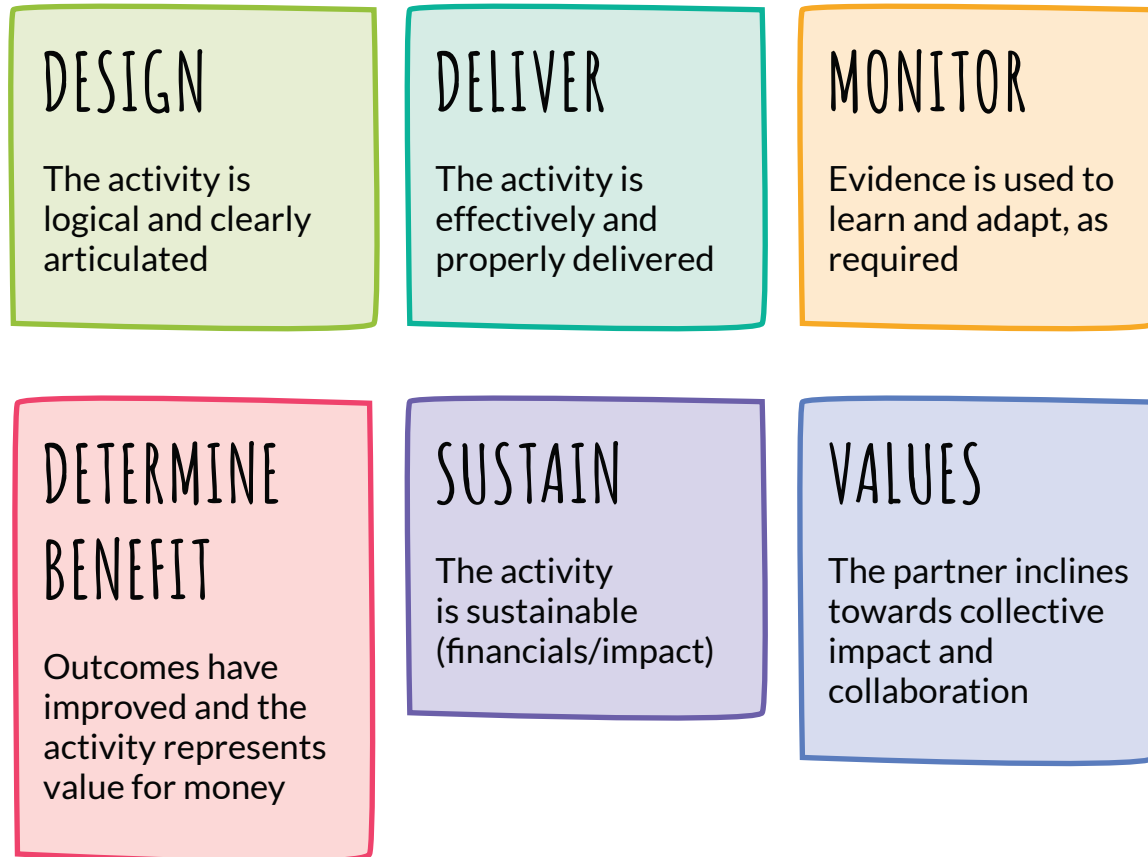 DESIGN
The activity is
logical and clearly
articulated
DELIVER
The activity is
effectively and
properly delivered
MONITOR
Evidence is used to
learn and adapt, as
required
DETERMINE
BENEFIT
Outcomes have
improved and the
activity represents
value for money
SUSTAIN
The activity
is sustainable
(financials/impact)
VALUES
The partner inclines
towards collective
impact and
collaboration